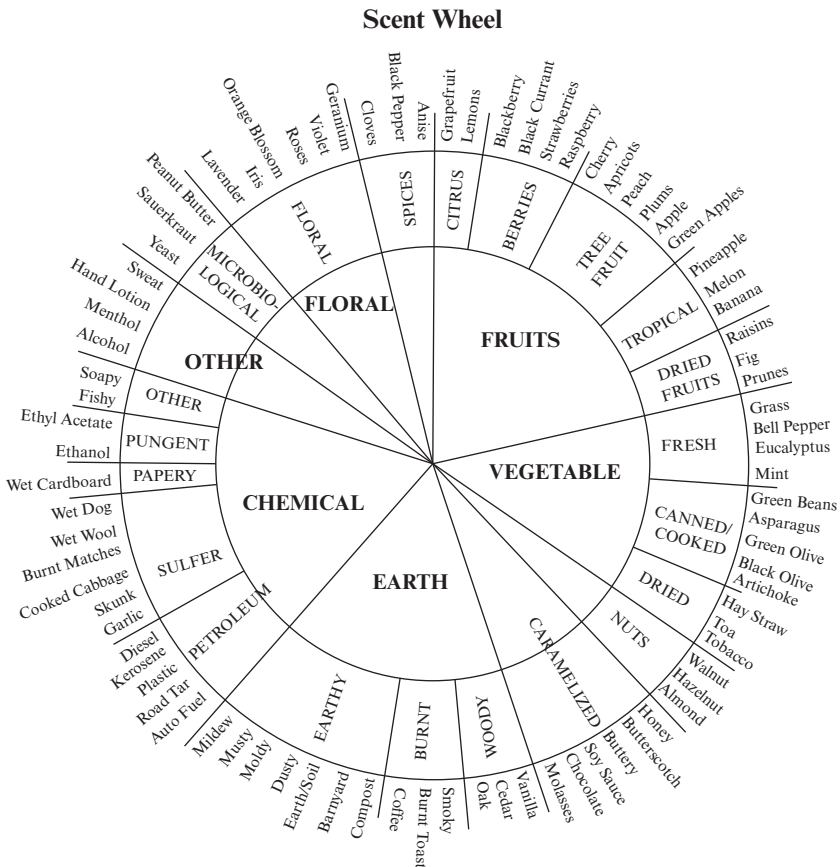 Scent Wheel
FRUITS
CITRUS
Grapefruit
Lemons
BERRIES
Blackberry
Black Currant
Strawberries
Raspberry
TREE
FRUIT
Cherry
Apricots
Peach
Plums
Apple
Green Apples
TROPICAL
Pineapple
Melon
Banana
DRIED
FRUITS
Raisins
Fig
Prunes
VEGETABLE
FRESH
Grass
Bell Pepper
Eucalyptus
Mint
CANNED/
COOKED
Green Beans
Asparagus
Green Olive
Black Olive
Artichoke
DRIED
Hay Straw
Toa
Tobacco
NUTS
Walnut
Hazelnut
Almond
CARAMELIZED
Honey
Butterscotch
Buttery
Soy Sauce
Chocolate
Molasses
EARTH
WOODY
Vanilla
Cedar
Oak
BURNT
Smoky
Burnt Toast
Coffee
EARTHY
Compost
Barnyard
Earth/Soil
Dusty
Moldy
Musty
Mildew
CHEMICAL
PETROLEUM
Auto Fuel
Road Tar
Plastic
Kerosene
Diesel
SULFER
Garlic
Skunk
Cooked Cabbage
Burnt Matches
Wet Wool
Wet Dog
PAPERY
Wet Cardboard
PUNGENT
Ethanol
Ethyl Acetate
OTHER
Fishy
Soapy
OTHER
Alcohol
Menthol
Hand Lotion
Sweat
MICROBIO-
LOGICAL
Yeast
Sauerkraut
Peanut Butter
FLORAL
FLORAL
Lavender
Iris
Orange Blossom
Roses
Violet
Geranium
SPICES
Cloves
Black Pepper
Anise